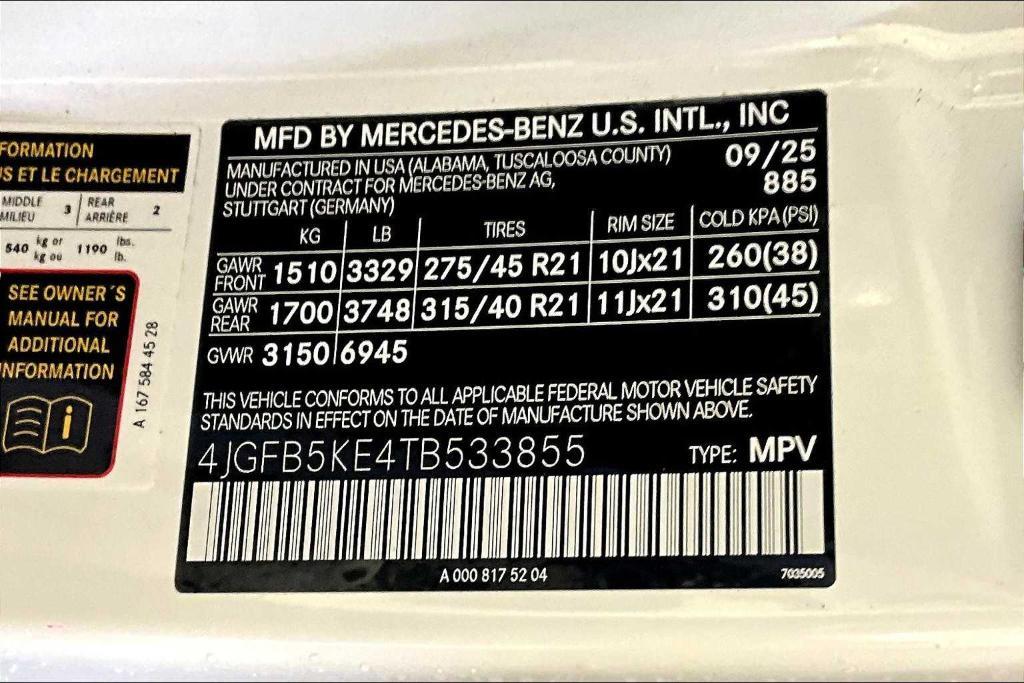 FORMATION
US ET LE CHARGEMENT
MIDDLE
MILIEU 3 REAR
ARRIÈRE 2
540 kg or
kg ou 1190 lbs.
lb.
SEE OWNER´S
MANUAL FOR
ADDITIONAL
INFORMATION
i
A 167 584 45 28
MFD BY MERCEDES-BENZ U.S. INTL., INC
MANUFACTURED IN USA (ALABAMA, TUSCALOOSA COUNTY) 09/25
UNDER CONTRACT FOR MERCEDES-BENZ AG, 885
STUTTGART (GERMANY)
KG LB TIRES RIM SIZE COLD KPA (PSI)
GAWR
FRONT 1510 3329 275/45 R21 10Jx21 260(38)
GAWR
REAR 1700 3748 315/40 R21 11Jx21 310(45)
GVWR 3150 6945
THIS VEHICLE CONFORMS TO ALL APPLICABLE FEDERAL MOTOR VEHICLE SAFETY
STANDARDS IN EFFECT ON THE DATE OF MANUFACTURE SHOWN ABOVE.
4JGFB5KE4TB533855 TYPE: MPV
A 000 817 52 04 7035005